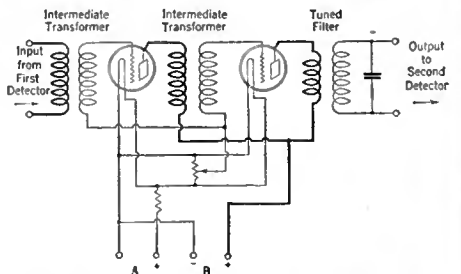 Intermediate
Transformer
Intermediate
Transformer
Tuned
Filter
Input
from
First
Detector
Output
to
Second
Detector
- + - +
A B